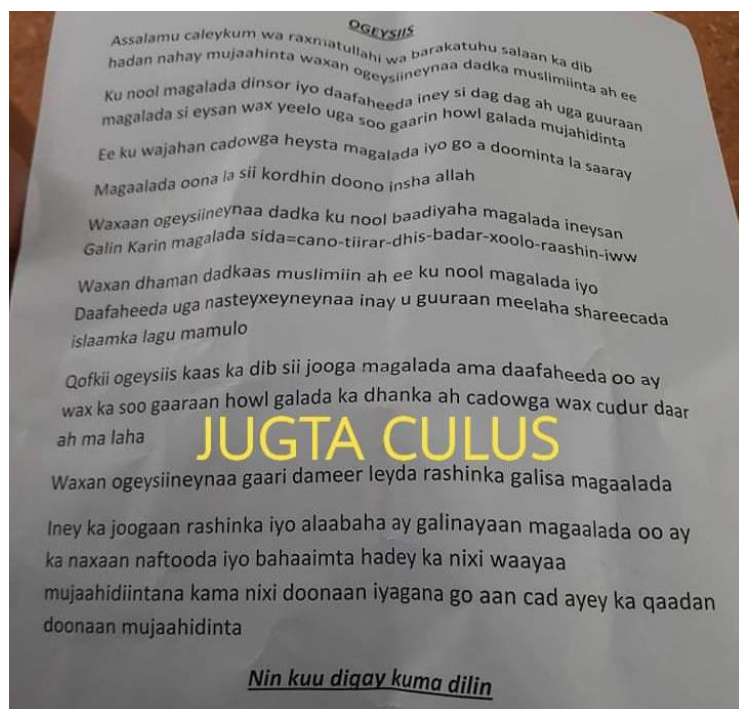 OGEYSIIS
Assalamu caleykum wa raxmatullahi wa barakatuhu salaan ka dib
hadan nahay mujaahinta waxan ogeysiineynaa dadka muslimiinta ah ee
Ku nool magalada dinsor iyo daafaheeda iney si dag dag ah uga guuraan
magalada si eysan wax yeelo uga soo gaarin howl galada mujahidinta
Ee ku wajahan cadowga heysta magalada iyo go a doominta la saaray
Magaalada oona la sii kordhin doono insha allah
Waxaan ogeysiineynaa dadka ku nool baadiyaha magalada ineysan
Galin Karin magalada sida=cano-tiirar-dhis-badar-xoolo-raashin-iww
Waxan dhaman dadkaas muslimiin ah ee ku nool magalada iyo
Daafaheeda uga nasteyxeyneynaa inay u guuraan meelaha shareecada
islaamka lagu mamulo
Qofkii ogeysiis kaas ka dib sii jooga magalada ama daafaheeda oo ay
wax ka soo gaaraan howl galada ka dhanka ah cadowga wax cudur daar
ah ma laha
JUGTA CULUS
Waxan ogeysiineynaa gaari dameer leyda rashinka galisa magaalada
Iney ka joogaan rashinka iyo alaabaha ay galinayaan magaalada oo ay
ka naxaan naftooda iyo bahaaimta hadey ka nixi waayaa
mujaahidiintana kama nixi doonaan iyagana go aan cad ayey ka qaadan
doonaan mujaahidinta
Nin kuu digay kuma dilin